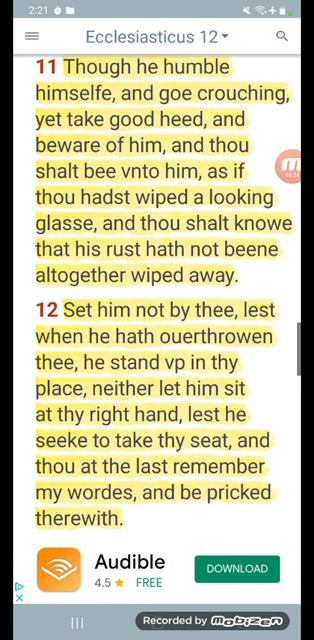 2:21
Ecclesiasticus 12
11 Though he humble
himselfe, and goe crouching,
yet take good heed, and
beware of him, and thou
shalt bee vnto him, as if
thou hadst wiped a looking
glasse, and thou shalt knowe
that his rust hath not beene
altogether wiped away.
12 Set him not by thee, lest
when he hath ouerthrowen
thee, he stand vp in thy
place, neither let him sit
at thy right hand, lest he
seeke to take thy seat, and
thou at the last remember
my wordes, and be pricked
therewith.
Audible
4.5 ★ FREE
DOWNLOAD
Recorded by Mobizen